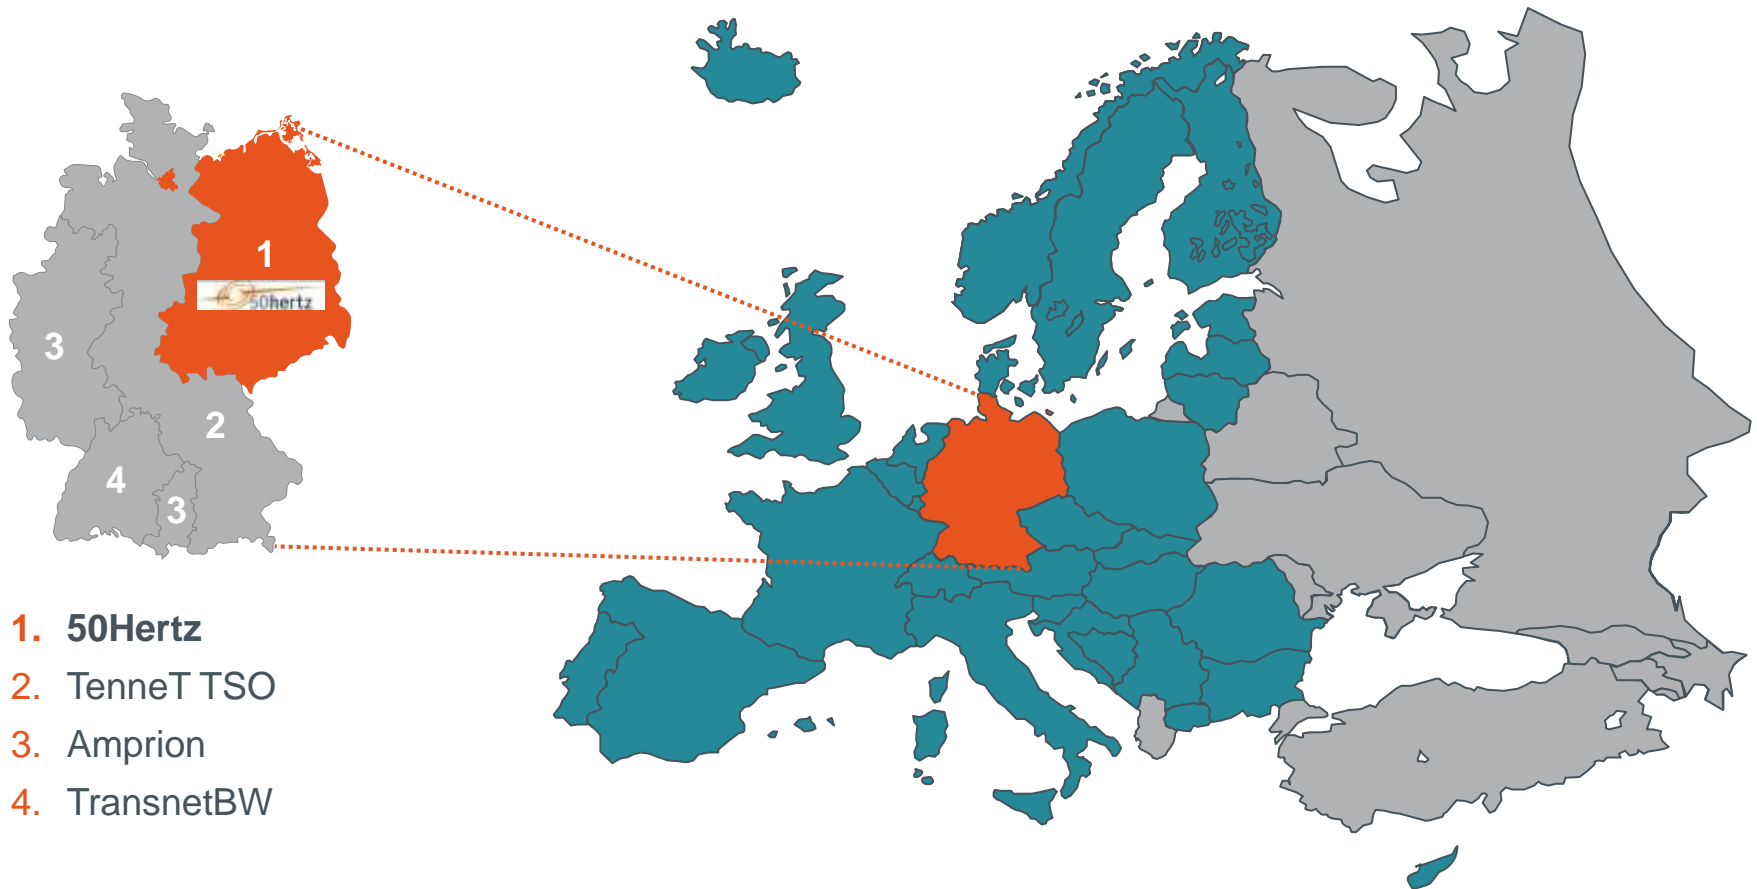 1
50hertz
3
2
4
3
1. 50Hertz
2. TenneT TSO
3. Amprion
4. TransnetBW